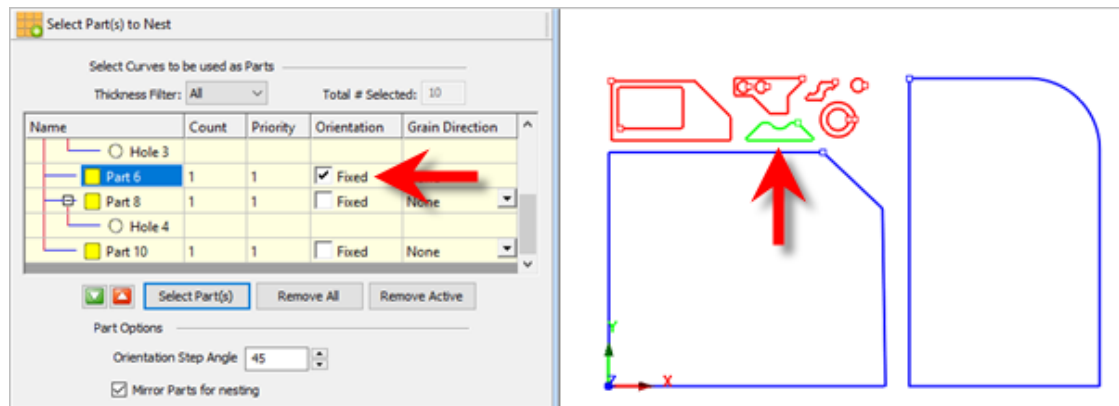 Select Part(s) to Nest
Select Curves to be used as Parts
Thickness Filter: All Total # Selected: 10
Name Count Priority Orientation Grain Direction
Hole 3
Part 6 1 1 Fixed
Part 8 1 1 Fixed None
Hole 4
Part 10 1 1 Fixed None
Select Part(s) Remove All Remove Active
Part Options
Orientation Step Angle 45
Mirror Parts for nesting
Y
Z X